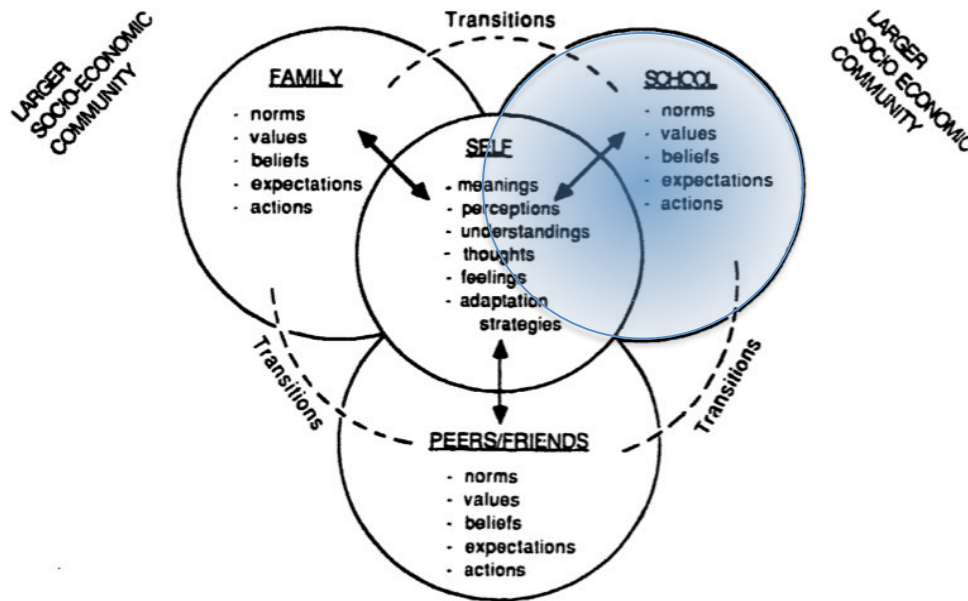 Transitions
LARGER
SOCIO-ECONOMIC
COMMUNITY
LARGER
SOCIO ECONOMIC
COMMUNITY
FAMILY
- norms
- values
- beliefs
- expectations
- actions
SELF
- meanings
- perceptions
- understandings
- thoughts
- feelings
- adaptation
strategies
SCHOOL
- norms
- values
- beliefs
- expectations
- actions
Transitions
Transitions
PEERS/FRIENDS
- norms
- values
- beliefs
- expectations
- actions